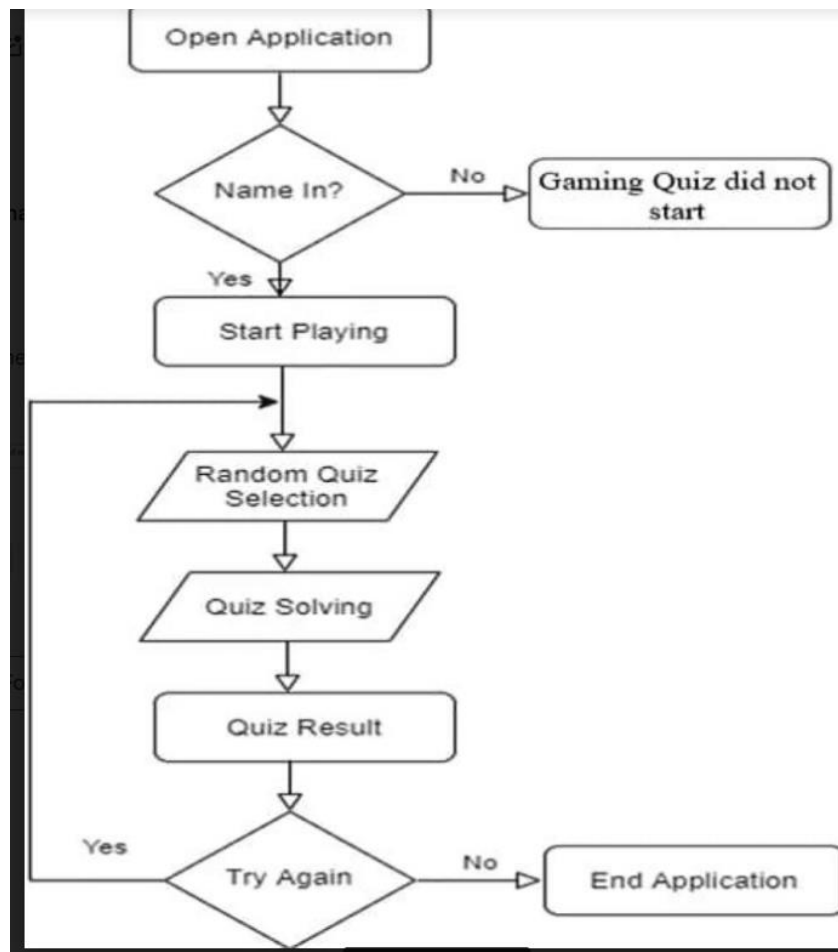 Open Application
Name In?
No
Gaming Quiz did not
start
Yes
Start Playing
Random Quiz
Selection
Quiz Solving
Quiz Result
Yes
Try Again
No
End Application